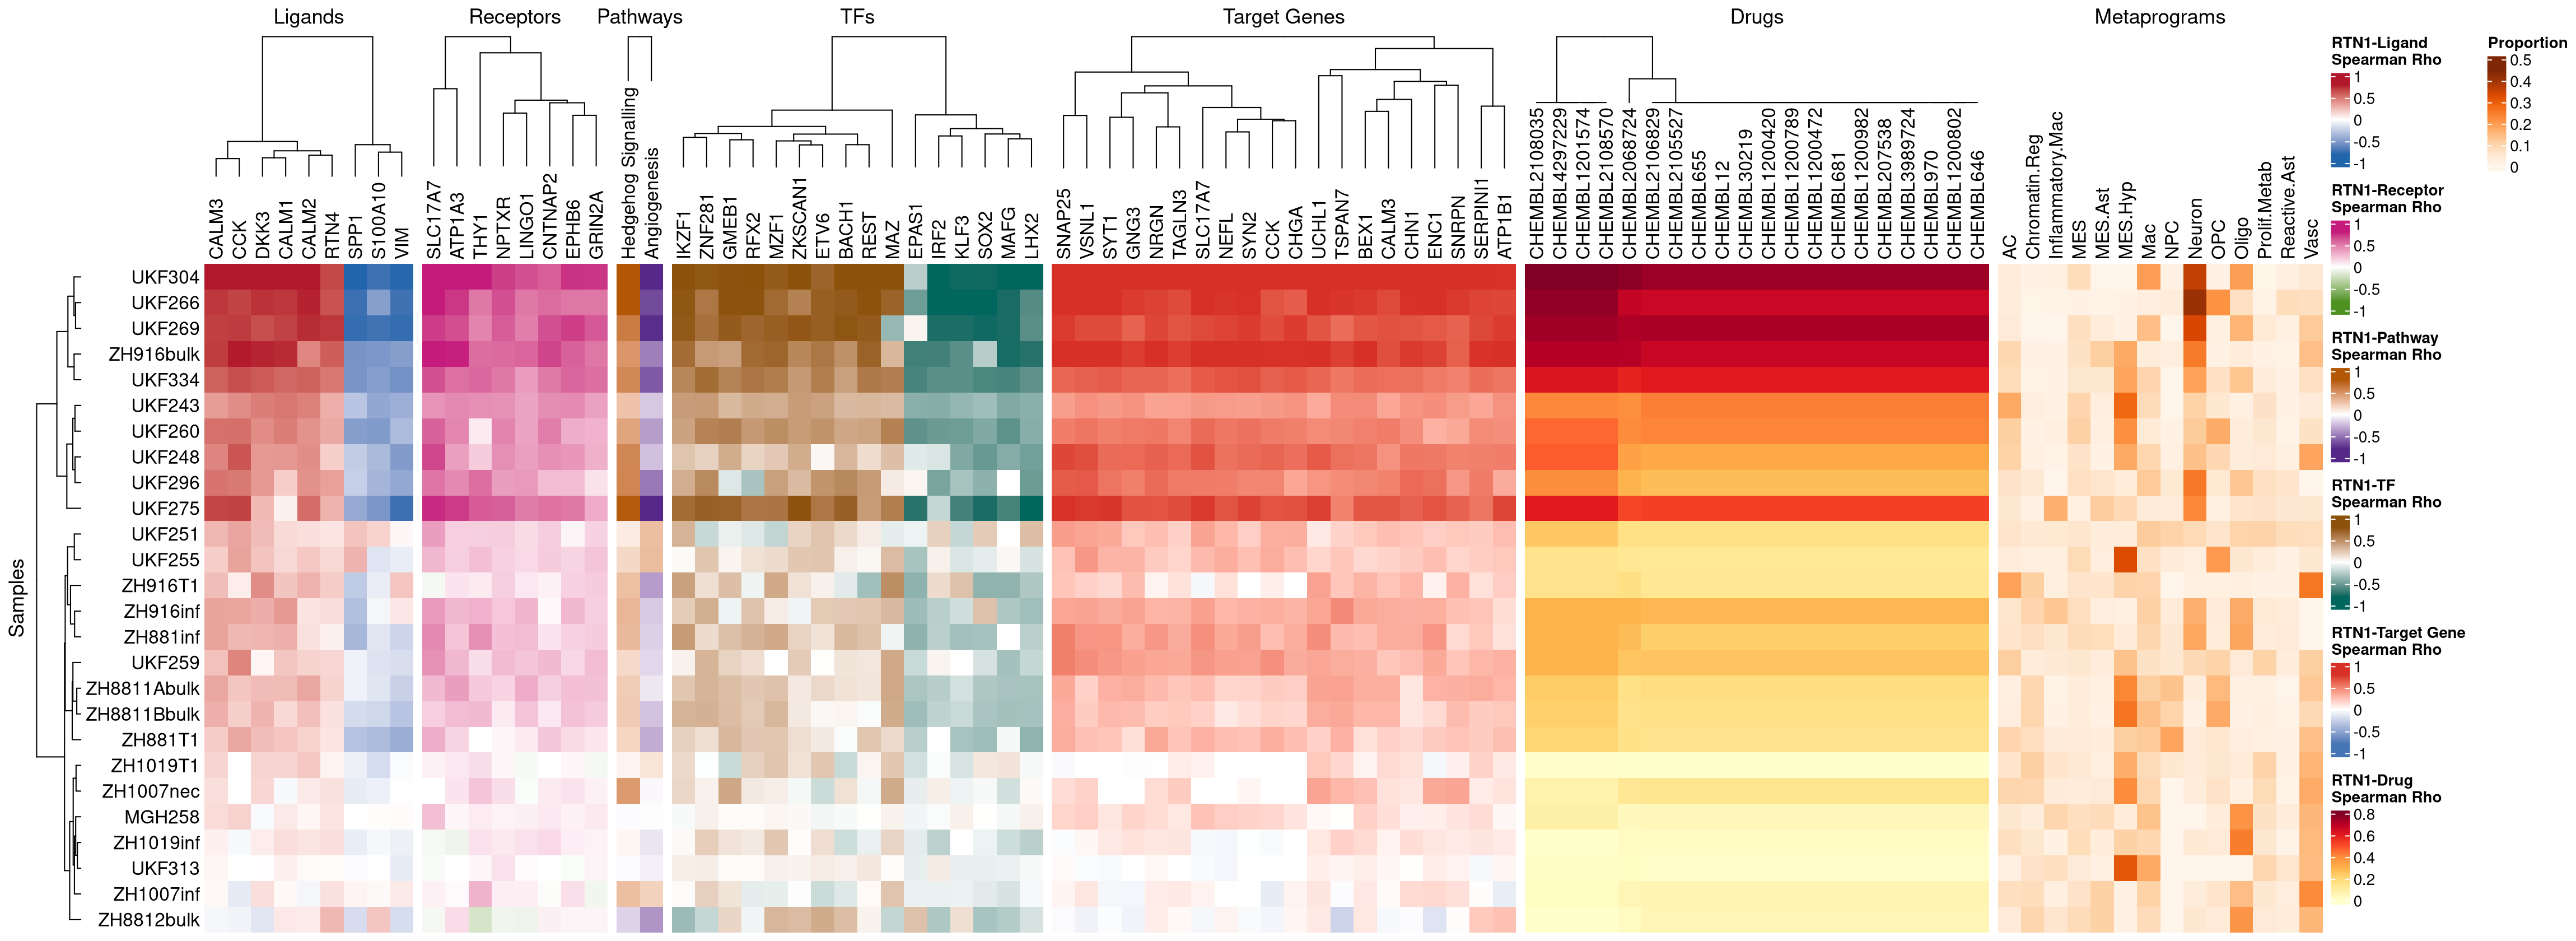 Ligands
Receptors
Pathways
TFs
Target Genes
Drugs
Metaprograms
CALM3
CCK
DKK3
CALM1
CALM2
RTN4
SPP1
S100A10
VIM
SLC17A7
ATP1A3
THY1
NPTXR
LINGO1
CNTNAP2
EPHB6
GRIN2A
Hedgehog Signalling
Angiogenesis
IKZF1
ZNF281
GMEB1
RFX2
MZF1
ZKSCAN1
ETV6
BACH1
REST
MAZ
EPAS1
IRF2
KLF3
SOX2
MAFG
LHX2
SNAP25
VSNL1
SYT1
GNG3
NRGN
TAGLN3
SLC17A7
NEFL
SYN2
CCK
CHGA
UCHL1
TSPAN7
BEX1
CALM3
CHN1
ENC1
SNRPN
SERPINI1
ATP1B1
CHEMBL2108035
CHEMBL4297229
CHEMBL1201574
CHEMBL2108570
CHEMBL2068724
CHEMBL2106829
CHEMBL2105527
CHEMBL655
CHEMBL12
CHEMBL30219
CHEMBL1200420
CHEMBL1200789
CHEMBL1200472
CHEMBL681
CHEMBL1200982
CHEMBL207538
CHEMBL3989724
CHEMBL970
CHEMBL1200802
CHEMBL646
AC
Chromatin.Reg
Inflammatory.Mac
MES
MES.Ast
MES.Hyp
Mac
NPC
Neuron
OPC
Oligo
Prolif.Metab
Reactive.Ast
Vasc
Samples
UKF304
UKF266
UKF269
ZH916bulk
UKF334
UKF243
UKF260
UKF248
UKF296
UKF275
UKF251
UKF255
ZH916T1
ZH916inf
ZH881inf
UKF259
ZH8811Abulk
ZH8811Bbulk
ZH881T1
ZH1019T1
ZH1007nec
MGH258
ZH1019inf
UKF313
ZH1007inf
ZH8812bulk
RTN1-Ligand
Spearman Rho
1
0.5
0
-0.5
-1
RTN1-Receptor
Spearman Rho
1
0.5
0
-0.5
-1
RTN1-Pathway
Spearman Rho
1
0.5
0
-0.5
-1
RTN1-TF
Spearman Rho
1
0.5
0
-0.5
-1
RTN1-Target Gene
Spearman Rho
1
0.5
0
-0.5
-1
RTN1-Drug
Spearman Rho
0.8
0.6
0.4
0.2
0
Proportion
0.5
0.4
0.3
0.2
0.1
0